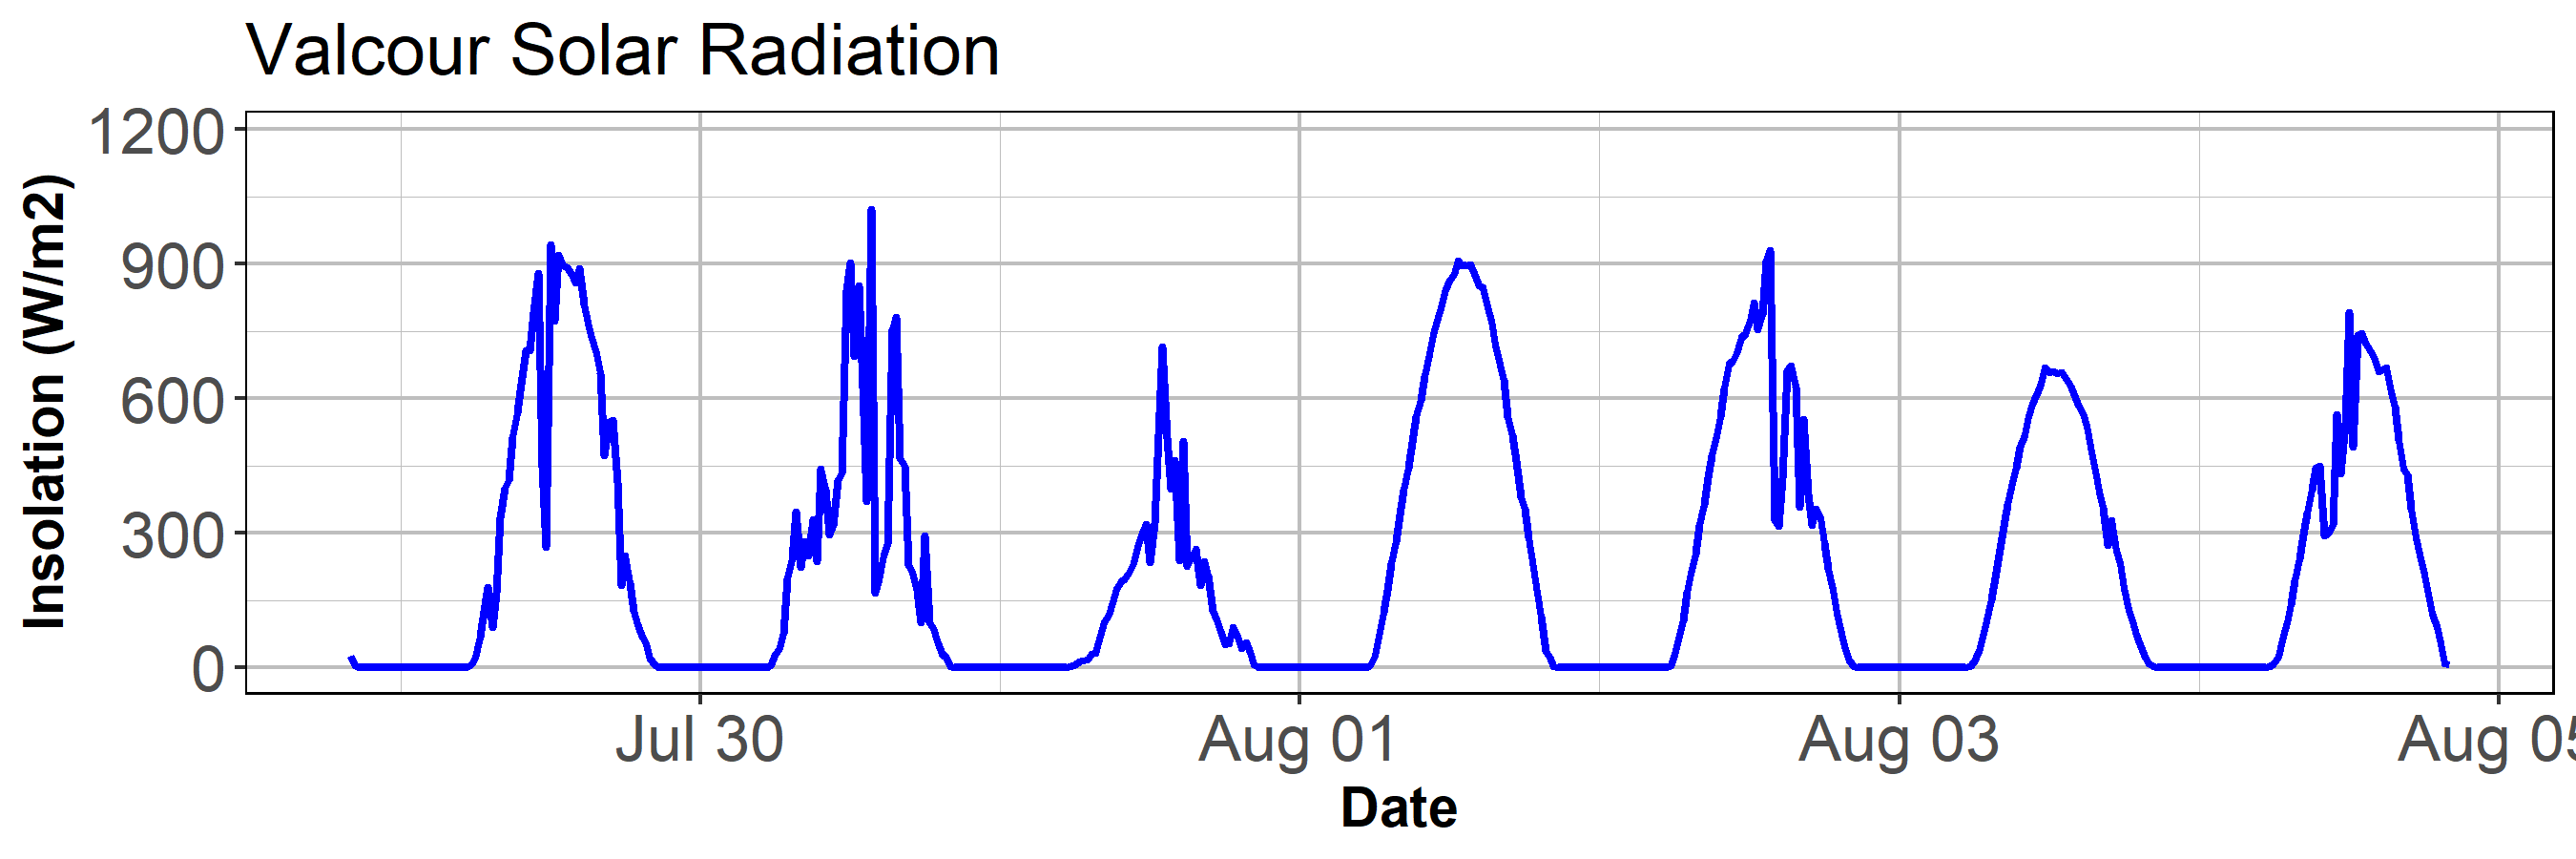 Valcour Solar Radiation
Insolation (W/m2)
1200
900
600
300
0
Jul 30 Aug 01 Aug 03 Aug 05
Date